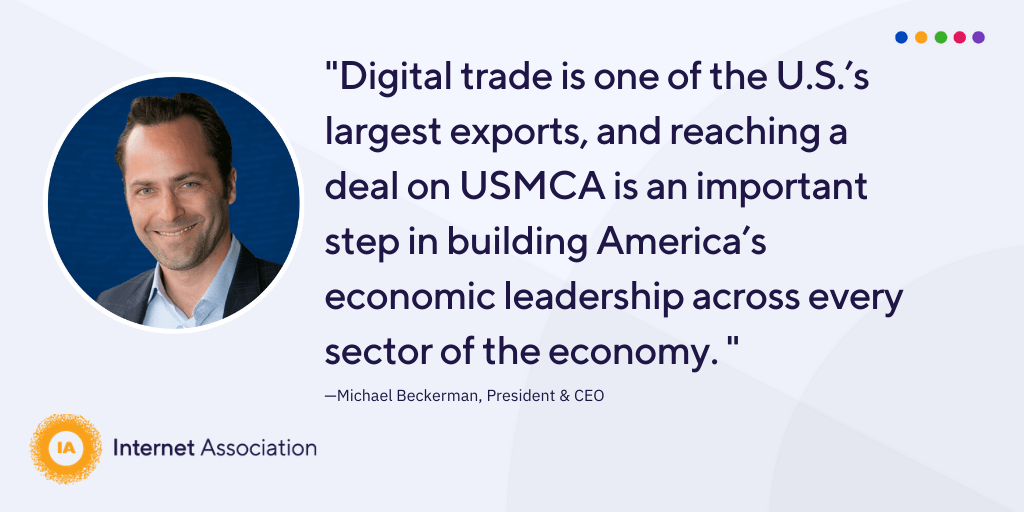 "Digital trade is one of the U.S.’s
largest exports, and reaching a
deal on USMCA is an important
step in building America’s
economic leadership across every
sector of the economy. "
—Michael Beckerman, President & CEO
IA
Internet Association